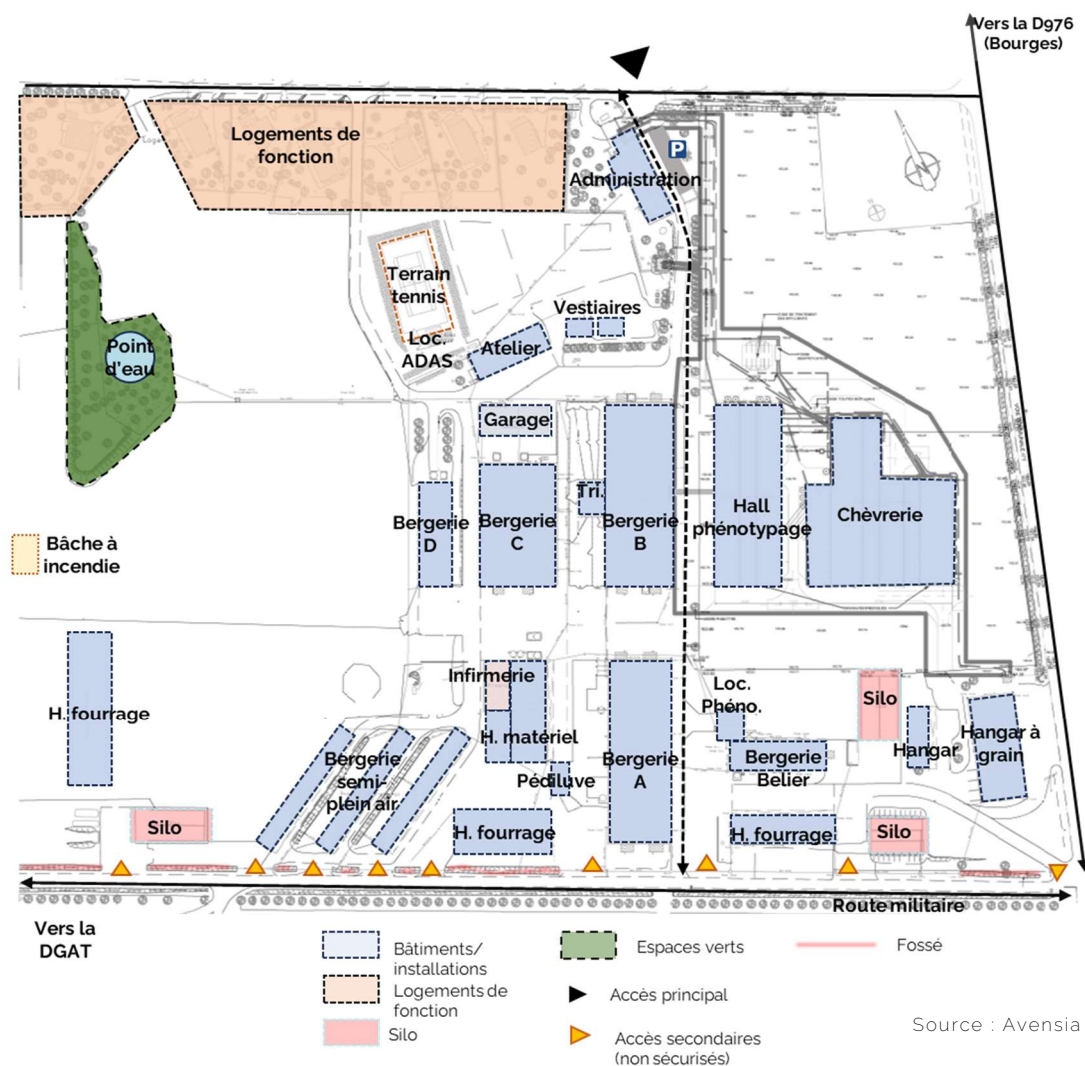 Vers la D976
(Bourges)
Logements de
fonction
P
Administration
Terrain
tennis
Loc.
ADAS
Vestiaires
Atelier
Point
d'eau
Garage
Tri.
Bergerie
D
Bergerie
C
Bergerie
B
Hall
phénotypage
Chèvrerie
Bâche à
incendie
Infirmerie
Loc.
Phéno.
Silo
H. fourrage
H. matériel
Hangar
Hangar à
grain
Bergerie
semi-
plein air
Pédiluve
Bergerie
A
Bergerie
Belier
Silo
H. fourrage
H. fourrage
Silo
Route militaire
Vers la
DGAT
Bâtiments/
installations
Logements de
fonction
Silo
Espaces verts
Accès principal
Accès secondaires
(non sécurisés)
Fossé
Source : Avensia